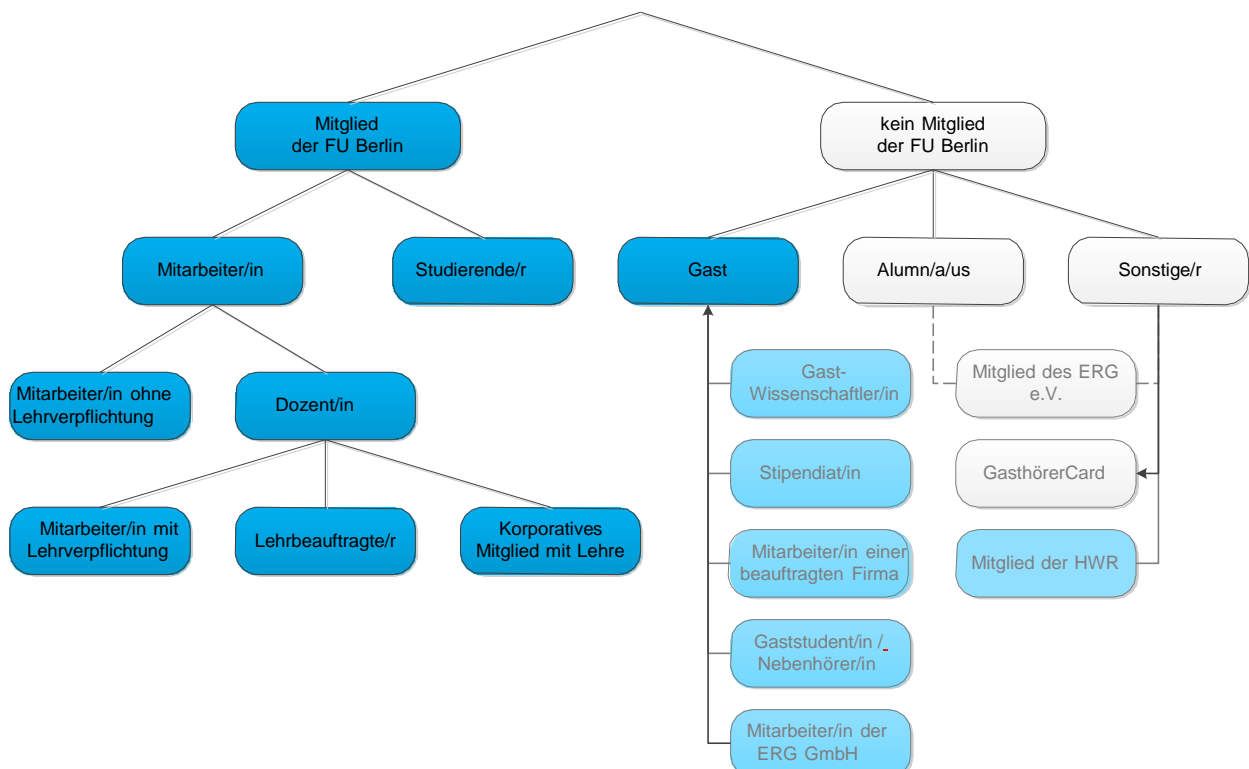 Mitglied
der FU Berlin
kein Mitglied
der FU Berlin
Mitarbeiter/in
Studierende/r
Gast
Alumn/a/us
Sonstige/r
Mitarbeiter/in ohne
Lehrverpflichtung
Dozent/in
Gast-
Wissenschaftler/in
Mitglied des ERG
e.V.
Stipendiat/in
GasthörerCard
Mitarbeiter/in mit
Lehrverpflichtung
Lehrbeauftragte/r
Korporatives
Mitglied mit Lehre
Mitarbeiter/in einer
beauftragten Firma
Mitglied der HWR
Gaststudent/in /
Nebenhörer/in
Mitarbeiter/in der
ERG GmbH